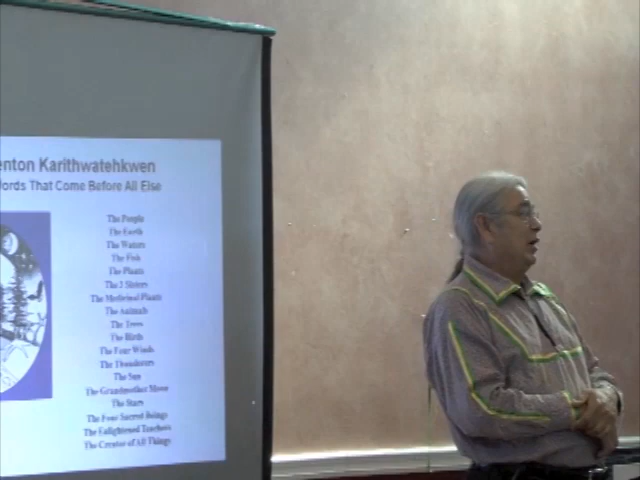 enton Karithwatehkwen
Words That Come Before All Else
The People
The Earth
The Waters
The Fish
The Plants
The 3 Sisters
The Medicinal Plants
The Animals
The Trees
The Birds
The Four Winds
The Thunderers
The Sun
The Grandmother Moon
The Stars
The Four Sacred Beings
The Enlightened Teachers
The Creator of All Things